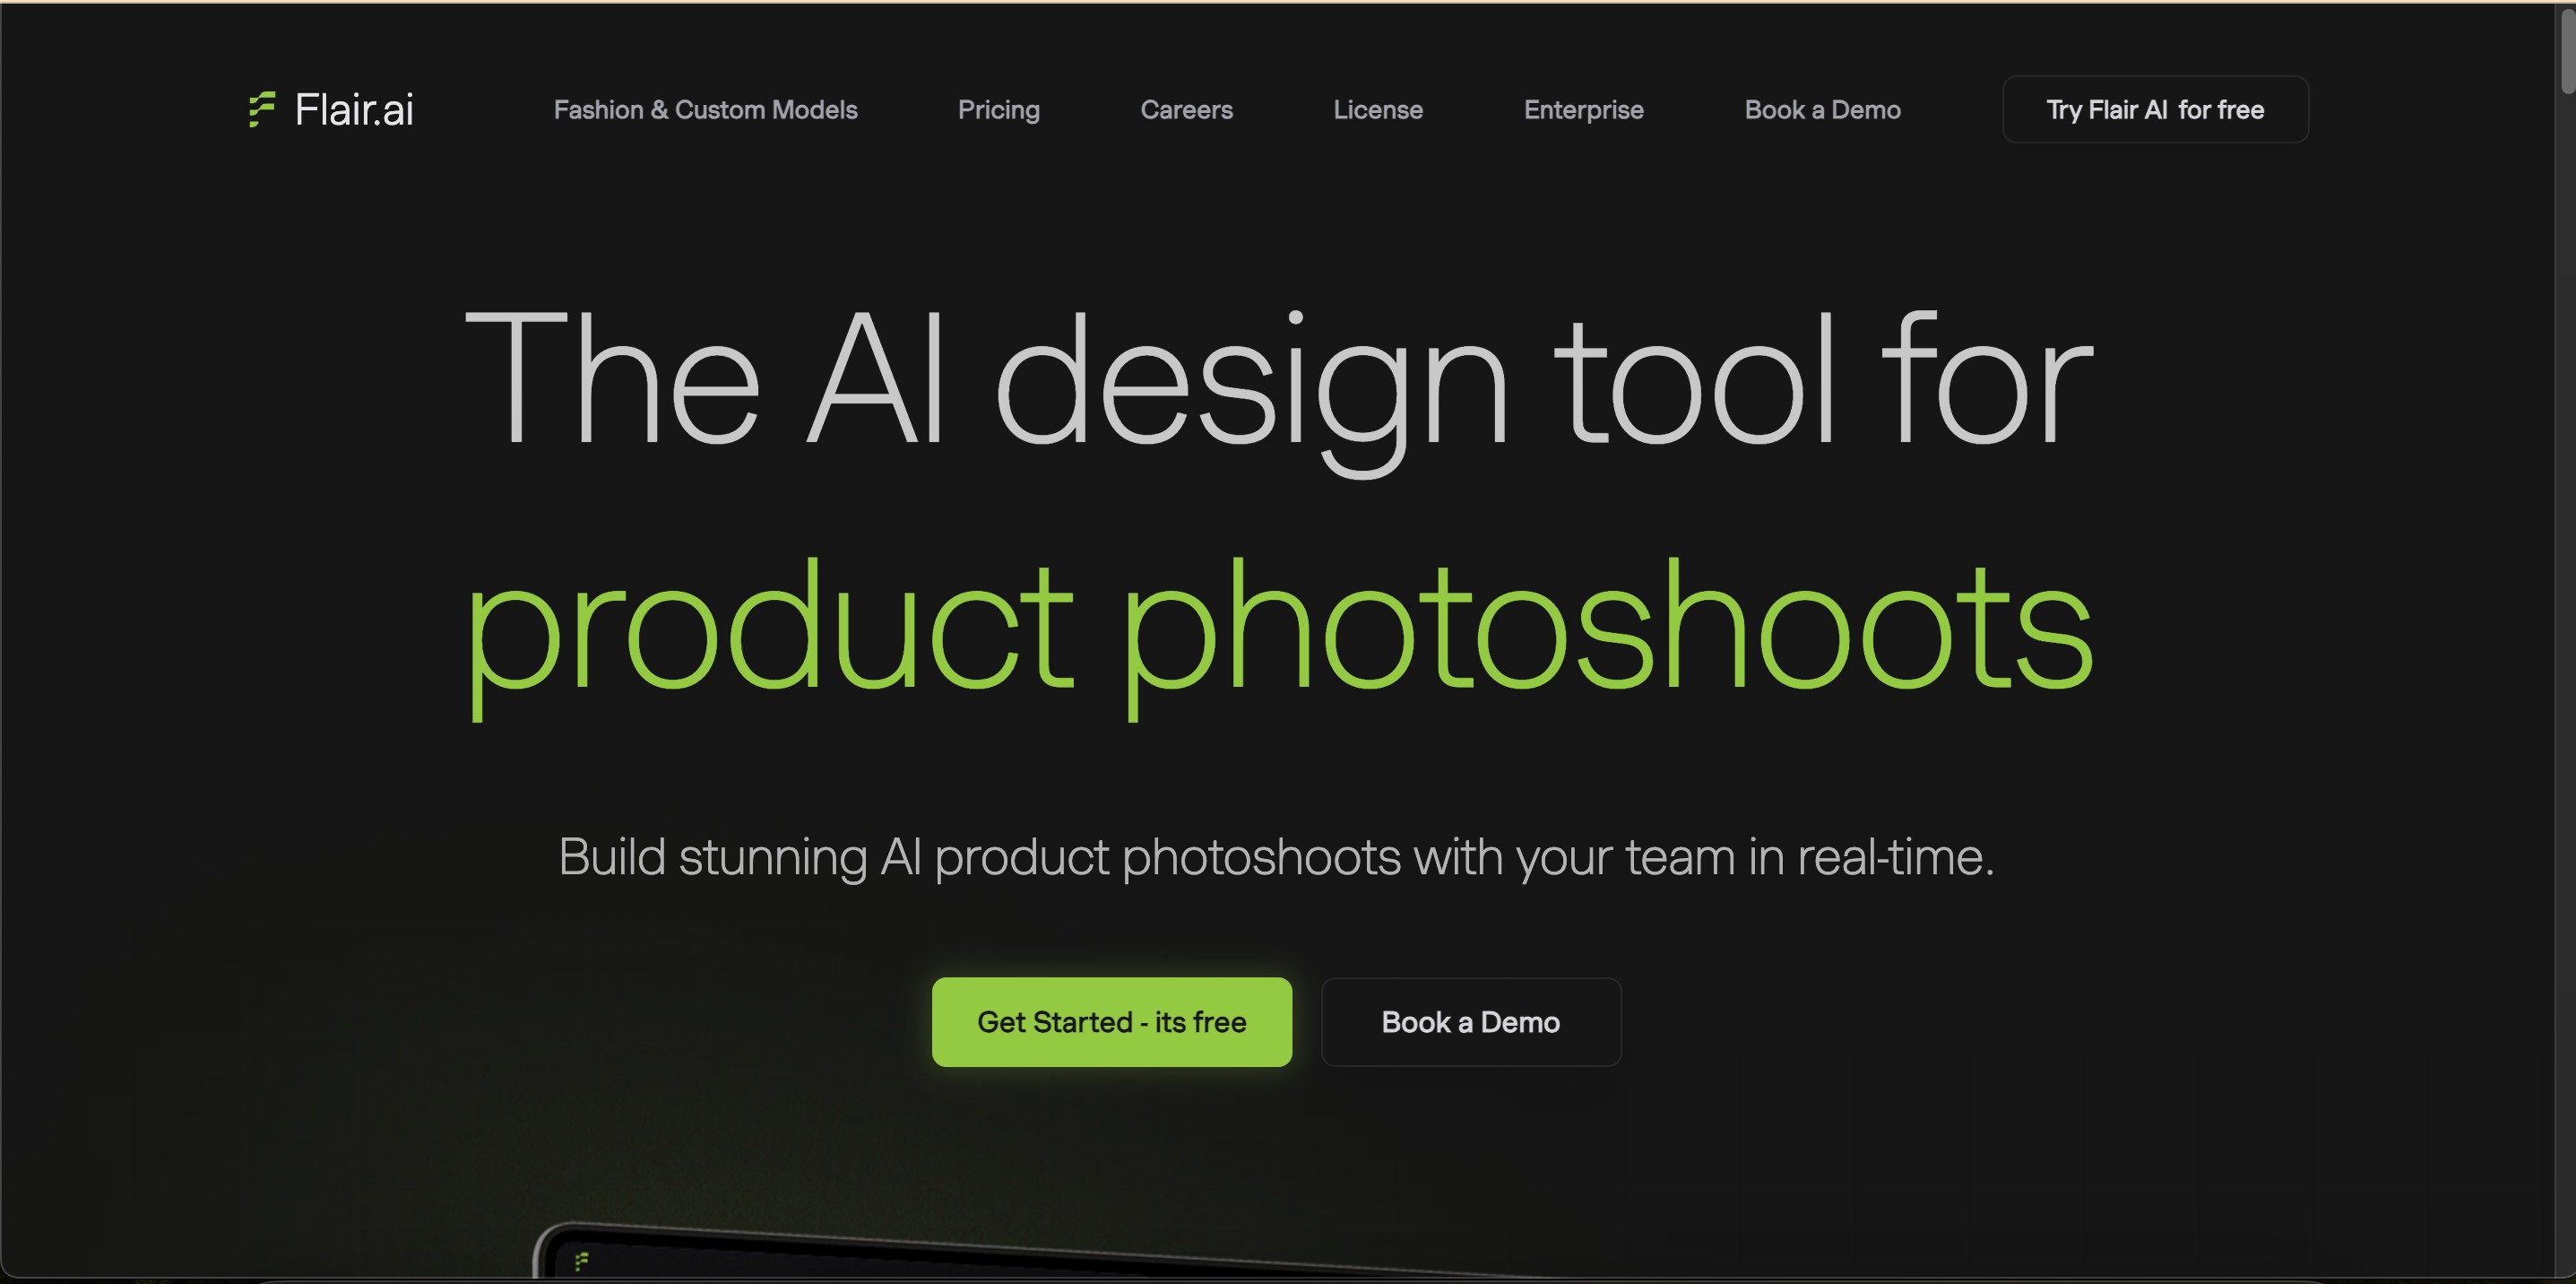 Flair.ai
Fashion & Custom Models
Pricing
Careers
License
Enterprise
Book a Demo
Try Flair AI for free
The AI design tool for
product photoshoots
Build stunning AI product photoshoots with your team in real-time.
Get Started - its free
Book a Demo